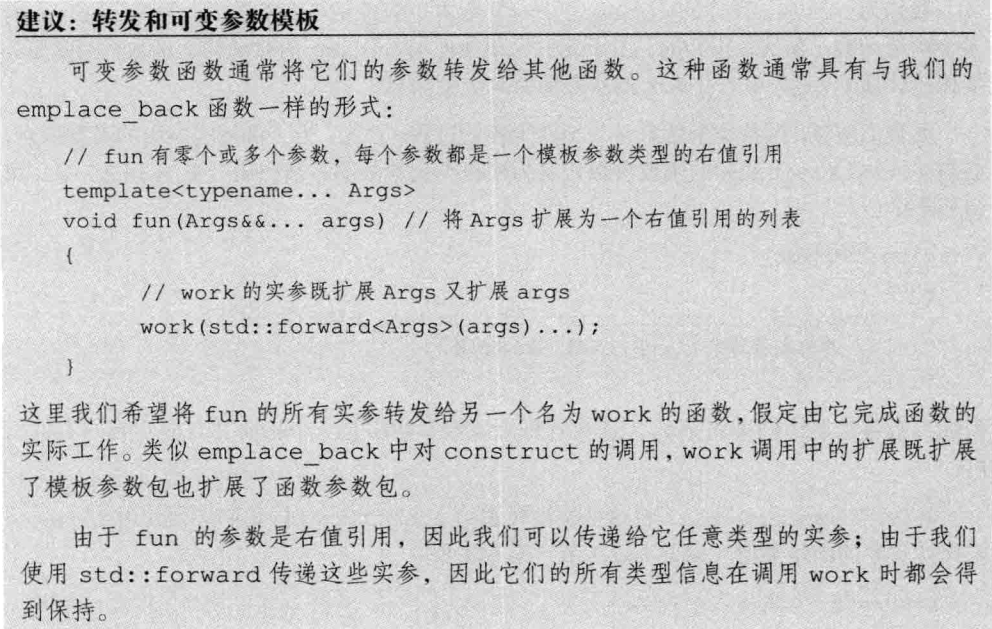 建议：转发和可变参数模板
可变参数函数通常将它们的参数转发给其他函数。这种函数通常具有与我们的
emplace_back 函数一样的形式：
// fun 有零个或多个参数，每个参数都是一个模板参数类型的右值引用
template<typename... Args>
void fun(Args&&... args) // 将 Args 扩展为一个右值引用的列表
{
// work 的实参既扩展 Args 又扩展 args
work(std::forward<Args>(args)...);
}
这里我们希望将 fun 的所有实参转发给另一个名为 work 的函数，假定由它完成函数的
实际工作。类似 emplace_back 中对 construct 的调用，work 调用中的扩展既扩展
了模板参数包也扩展了函数参数包。
由于 fun 的参数是右值引用，因此我们可以传递给它任意类型的实参；由于我们
使用 std::forward 传递这些实参，因此它们的所有类型信息在调用 work 时都会得
到保持。